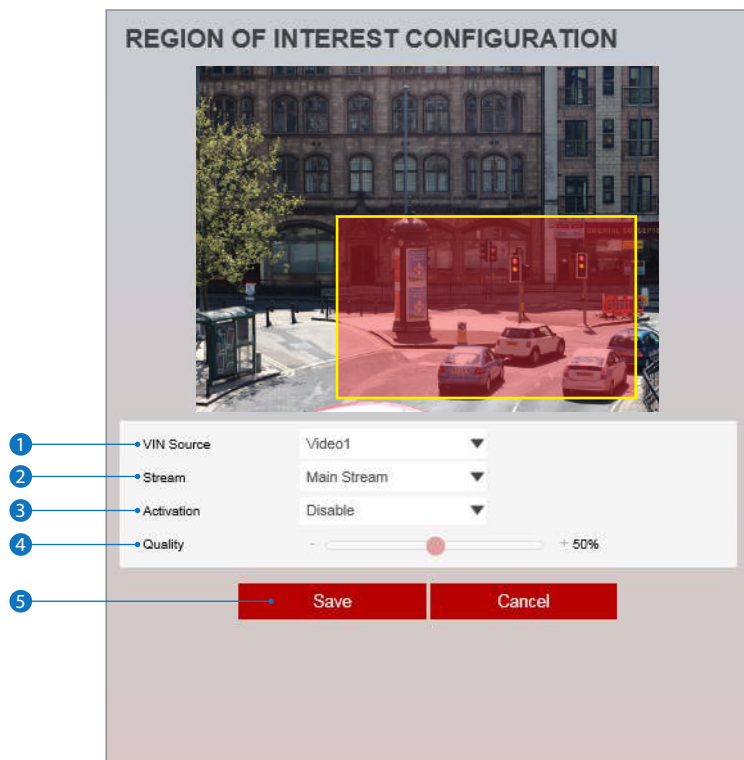 REGION OF INTEREST CONFIGURATION
ORIENTAL
1 VIN Source Video1
2 Stream Main Stream
3 Activation Disable
4 Quality - + 50%
5 Save Cancel